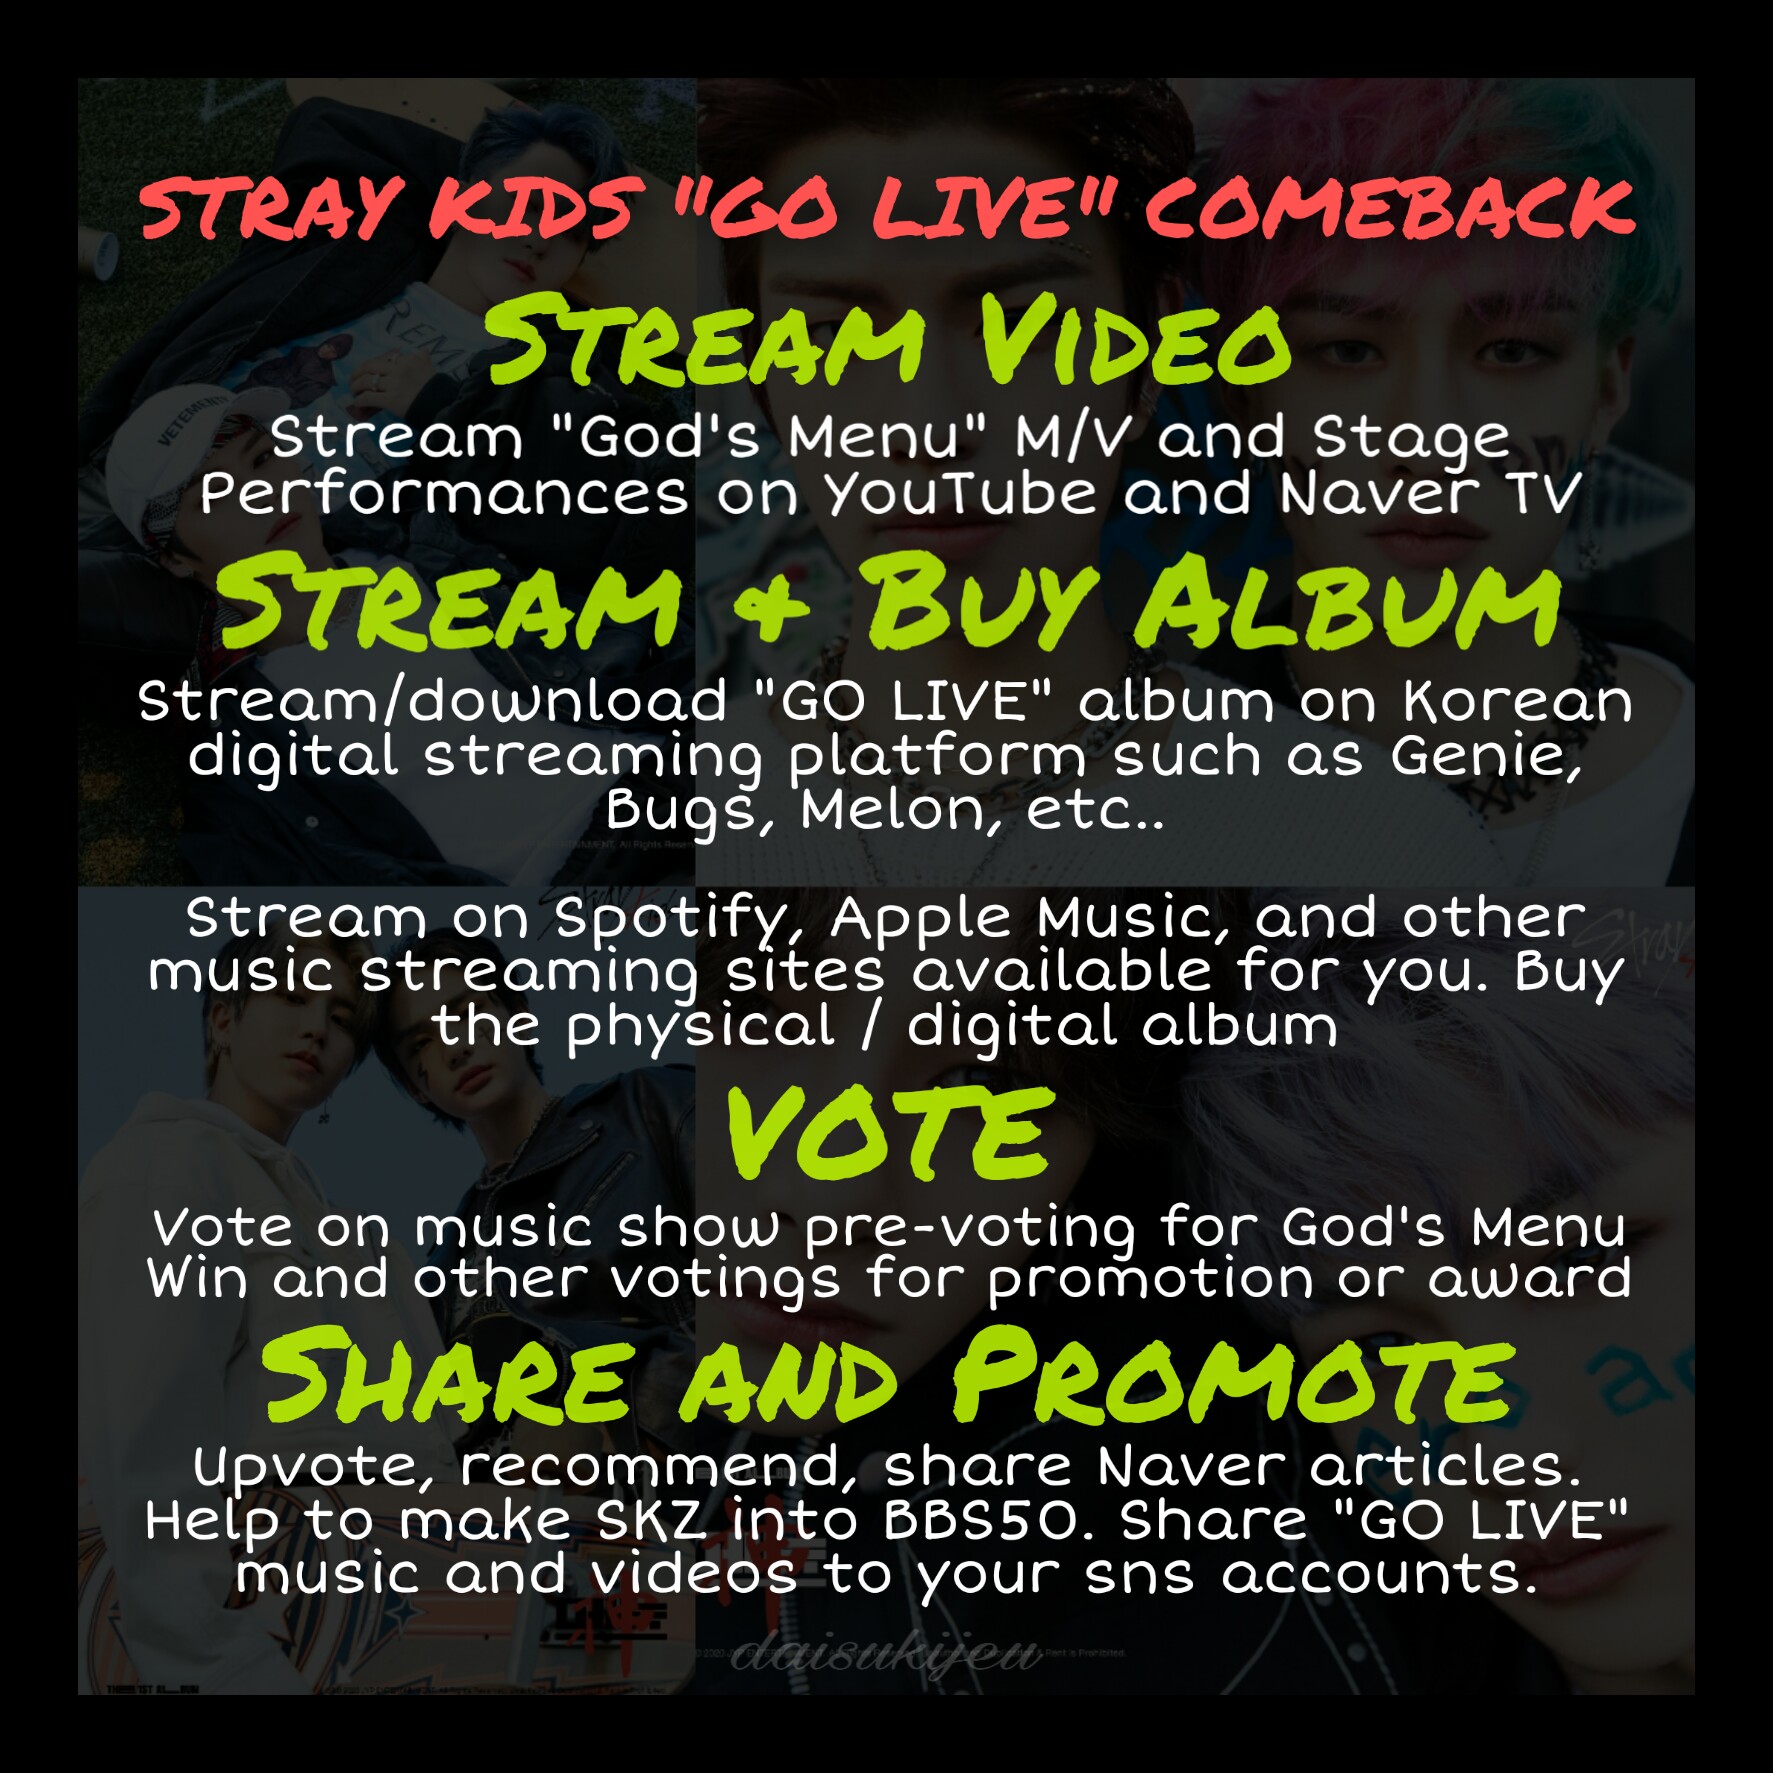 STRAY KIDS "GO LIVE" COMEBACK
STREAM VIDEO
Stream "God's Menu" M/V and Stage
Performances on YouTube and Naver TV
STREAM & BUY ALBUM
Stream/download "GO LIVE" album on Korean
digital streaming platform such as Genie,
Bugs, Melon, etc..
Stream on Spotify, Apple Music, and other
music streaming sites available for you. Buy
the physical / digital album
VOTE
Vote on music show pre-voting for God's Menu
Win and other votings for promotion or award
SHARE AND PROMOTE
Upvote, recommend, share Naver articles.
Help to make SKZ into BBS50. Share "GO LIVE"
music and videos to your sns accounts.
daisukijeu
VETEMENTS